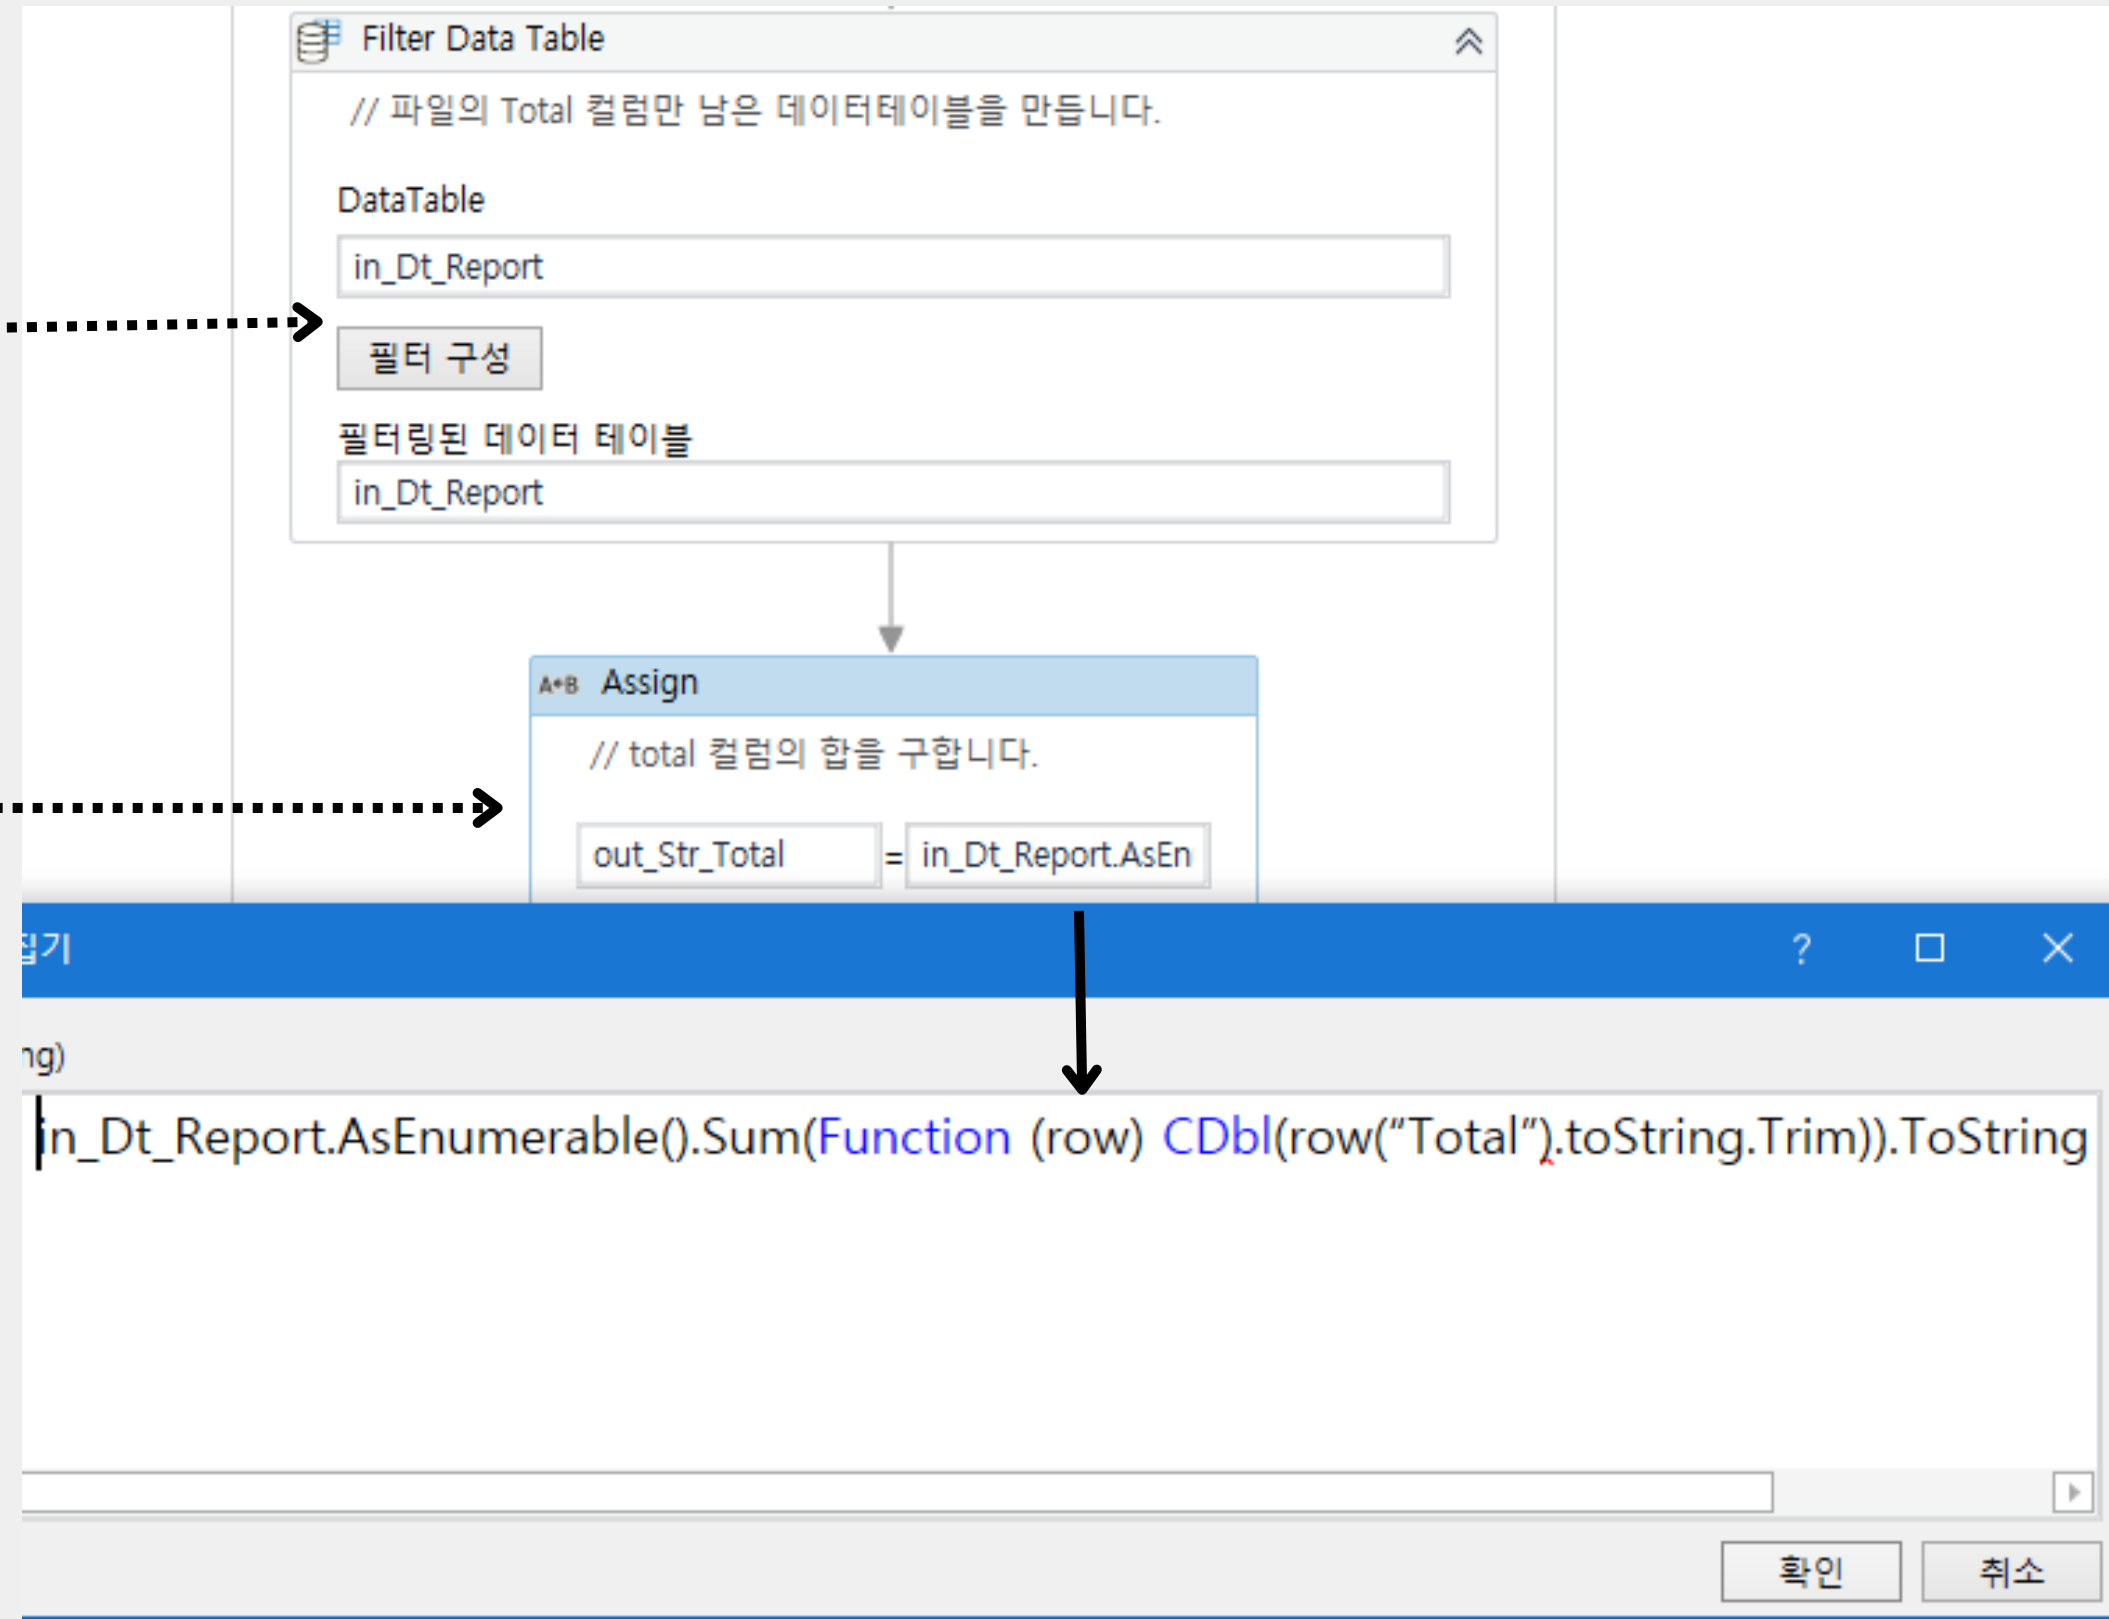 Filter Data Table
// 파일의 Total 컬럼만 남은 데이터테이블을 만듭니다.
DataTable
in_Dt_Report
필터 구성
필터링된 데이터 테이블
in_Dt_Report
A+B Assign
// total 컬럼의 합을 구합니다.
out_Str_Total = in_Dt_Report.AsEn
집기
ng)
in_Dt_Report.AsEnumerable().Sum(Function (row) CDbl(row(“Total”).toString.Trim)).ToString
확인 취소